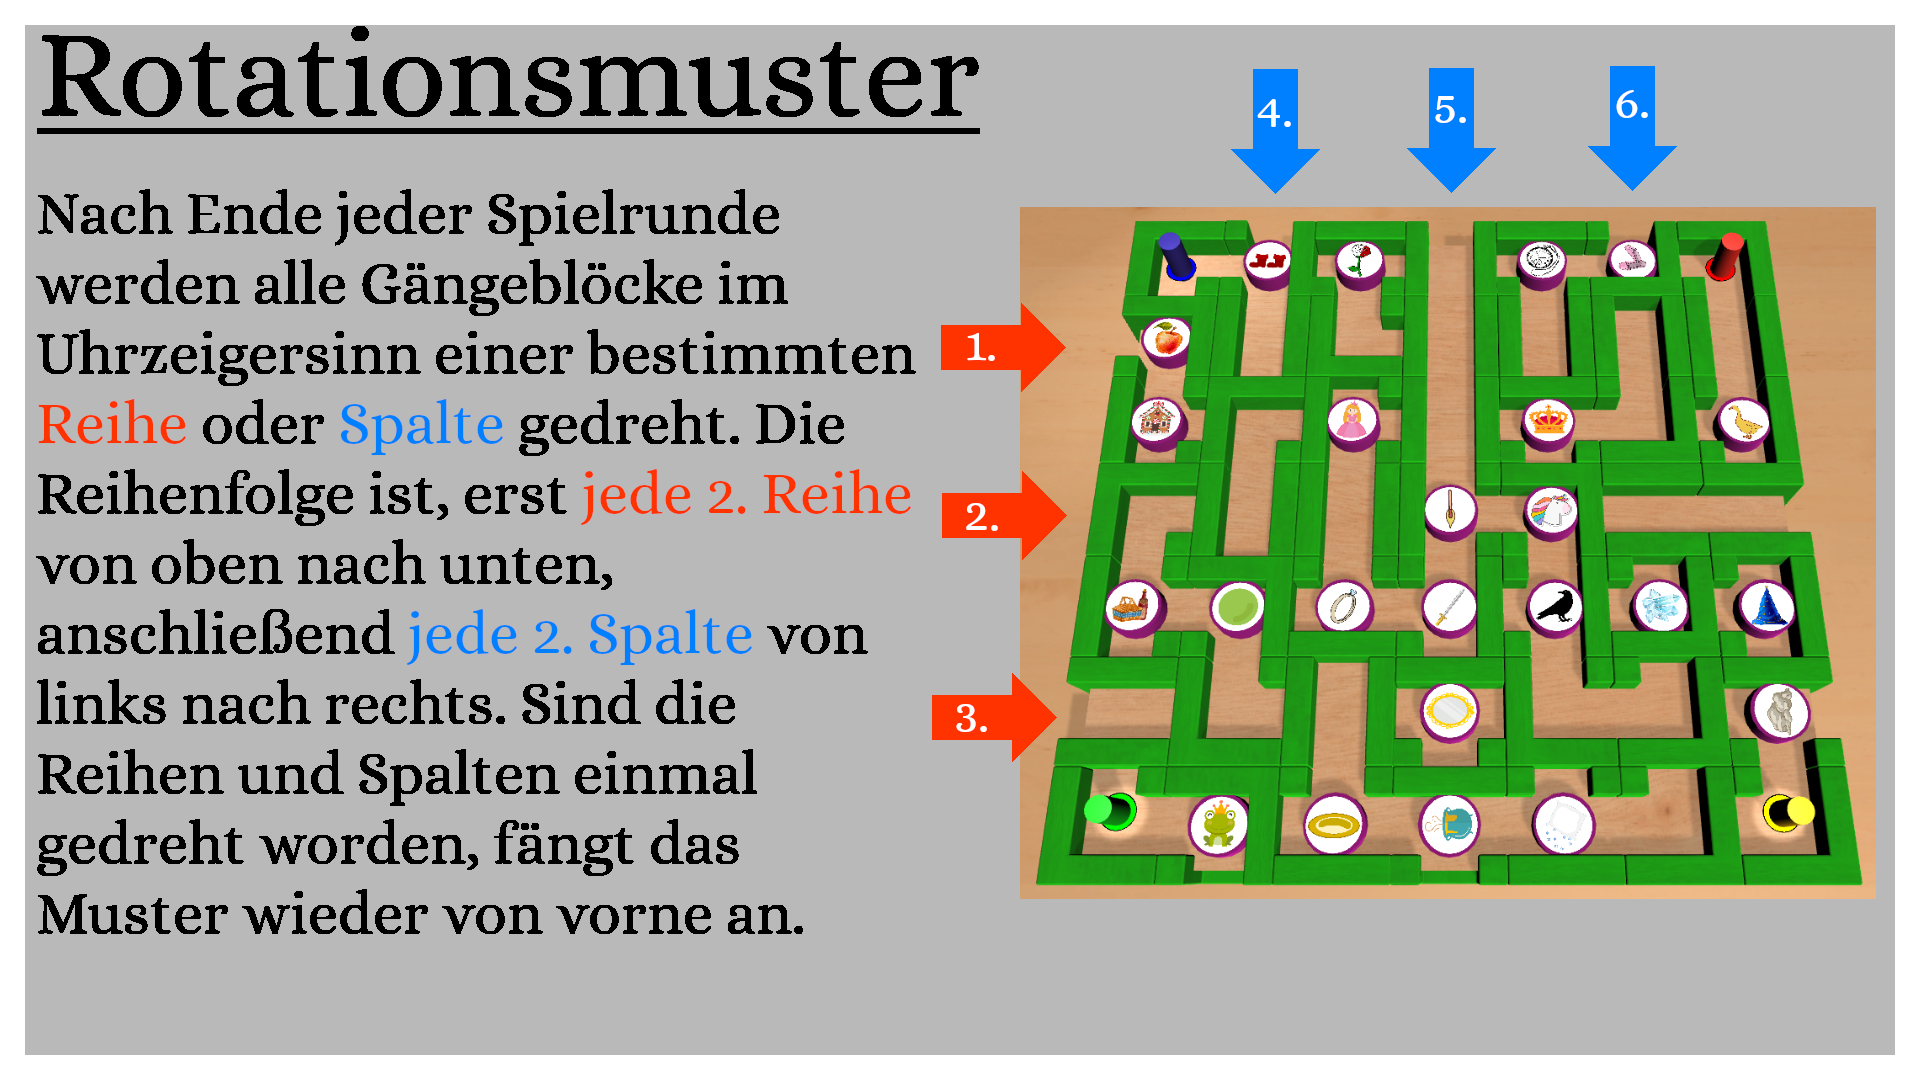 Rotationsmuster
Nach Ende jeder Spielrunde
werden alle Gängeblöcke im
Uhrzeigersinn einer bestimmten
Reihe oder Spalte gedreht. Die
Reihenfolge ist, erst jede 2. Reihe
von oben nach unten,
anschließend jede 2. Spalte von
links nach rechts. Sind die
Reihen und Spalten einmal
gedreht worden, fängt das
Muster wieder von vorne an.
4.
5.
6.
1.
2.
3.